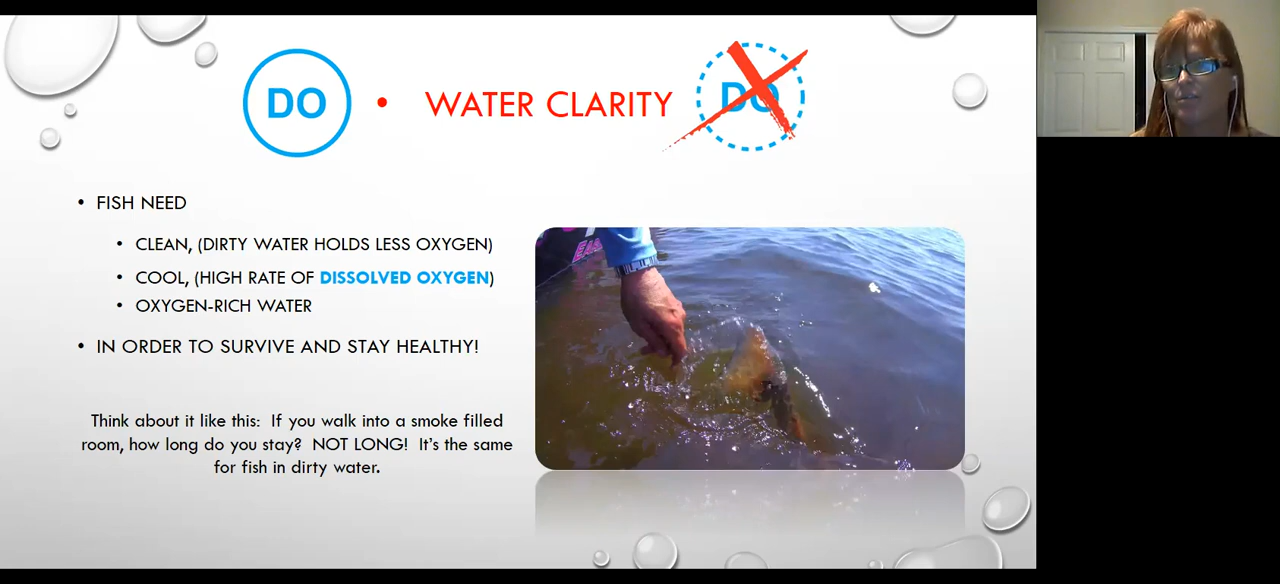 DO
• WATER CLARITY
DO
• FISH NEED
• CLEAN, (DIRTY WATER HOLDS LESS OXYGEN)
• COOL, (HIGH RATE OF DISSOLVED OXYGEN)
• OXYGEN-RICH WATER
• IN ORDER TO SURVIVE AND STAY HEALTHY!
Think about it like this: If you walk into a smoke filled
room, how long do you stay? NOT LONG! It's the same
for fish in dirty water.